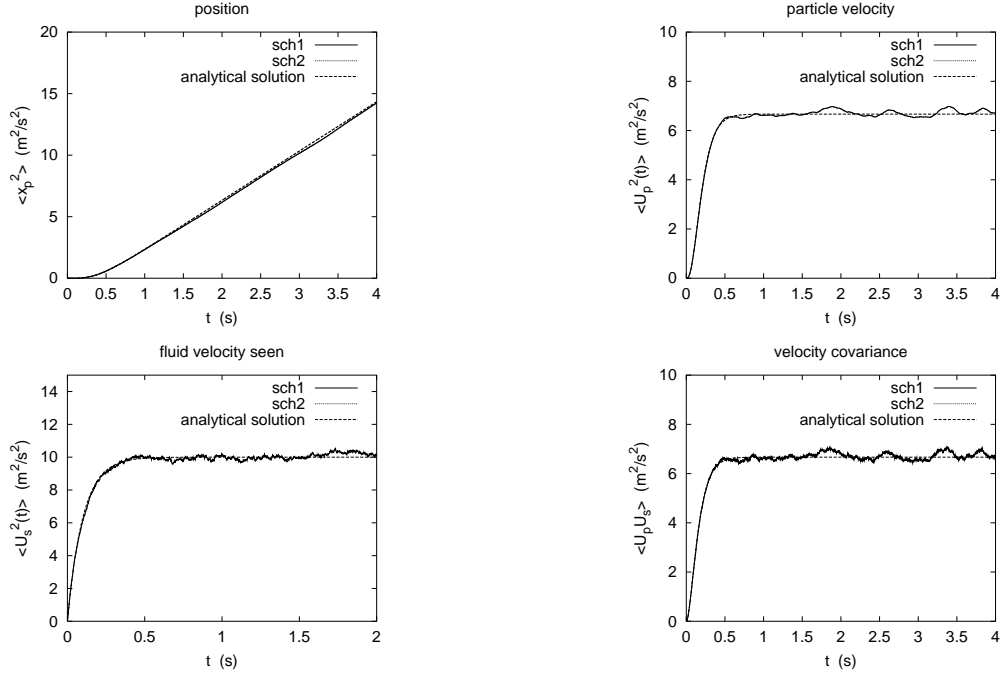 position
20
15
10
5
0
<x_p^2> (m^2/s^2)
sch1
sch2
analytical solution
0 0.5 1 1.5 2 2.5 3 3.5 4
t (s)
particle velocity
10
8
6
4
2
0
<U_p^2(t)> (m^2/s^2)
sch1
sch2
analytical solution
0 0.5 1 1.5 2 2.5 3 3.5 4
t (s)
fluid velocity seen
14
12
10
8
6
4
2
0
<U_s^2(t)> (m^2/s^2)
sch1
sch2
analytical solution
0 0.5 1 1.5 2
t (s)
velocity covariance
10
8
6
4
2
0
<U_p U_s> (m^2/s^2)
sch1
sch2
analytical solution
0 0.5 1 1.5 2 2.5 3 3.5 4
t (s)